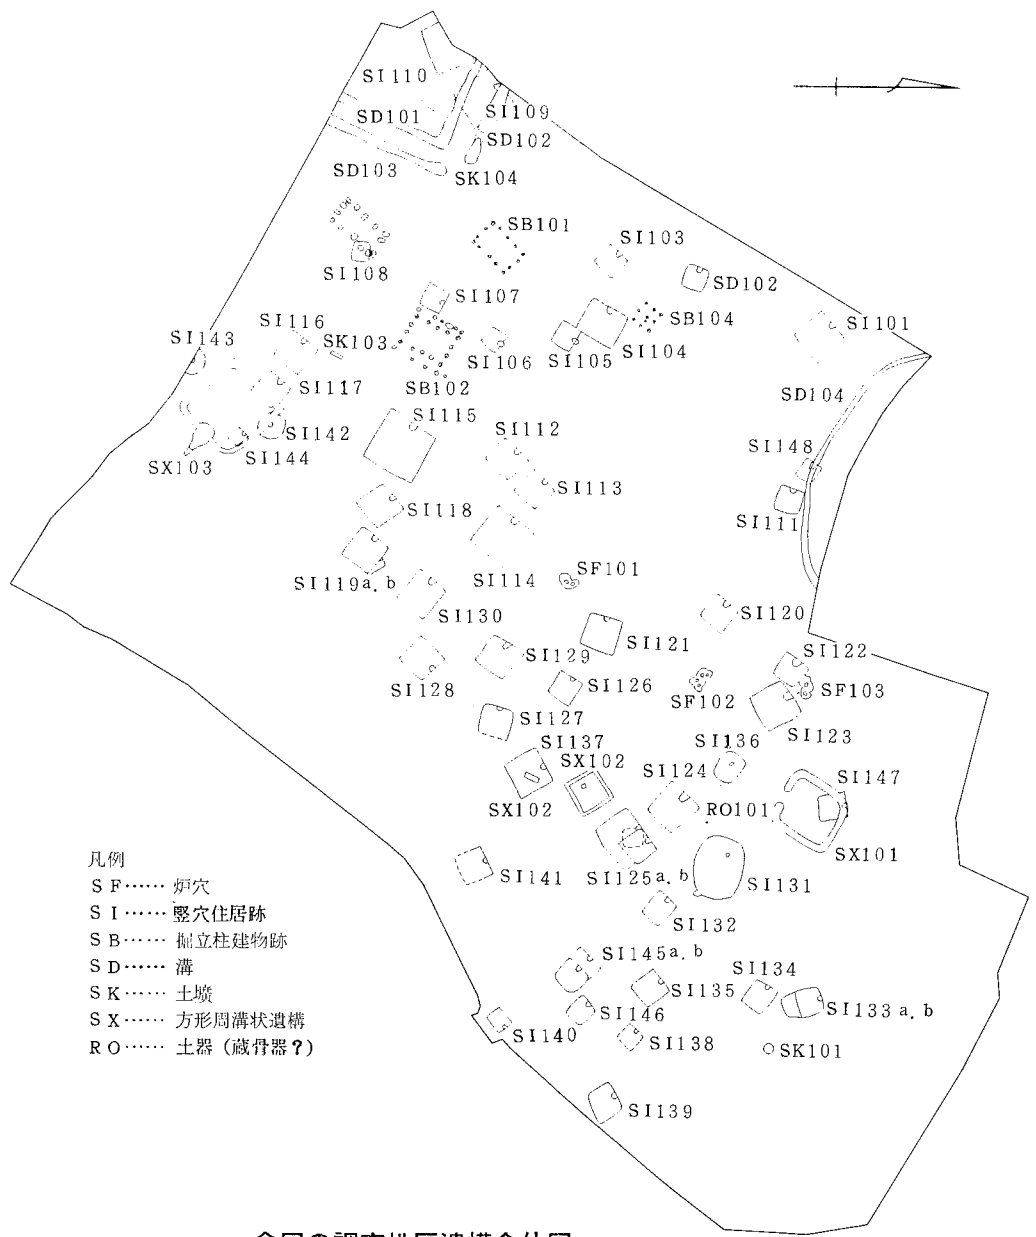 SI110
SD101
SI109
SD102
SD103
SK104
SB101
SI103
SI108
SD102
SI107
SB104
SI101
SI116
SK103
SI143
SI106
SI105
SI104
SI117
SB102
SD104
SI115
SI142
SI112
SI144
SX103
SI148
SI113
SI118
SI111
SF101
SI119a.b
SI114
SI130
SI120
SI121
SI122
SI129
SI128
SI126
SF102
SF103
SI127
SI123
SI137
SI136
SX102
SI124
SI147
SX102
RO101
SX101
凡例
SF…… 炉穴
SI…… 竪穴住居跡
SB…… 掘立柱建物跡
SD…… 溝
SK…… 土壙
SX…… 方形周溝状遺構
RO…… 土器(蔵骨器?)
SI141
SI125a.b
SI131
SI132
SI145a.b
SI134
SI135
SI133a.b
SI146
SI140
SI138
SK101
SI139